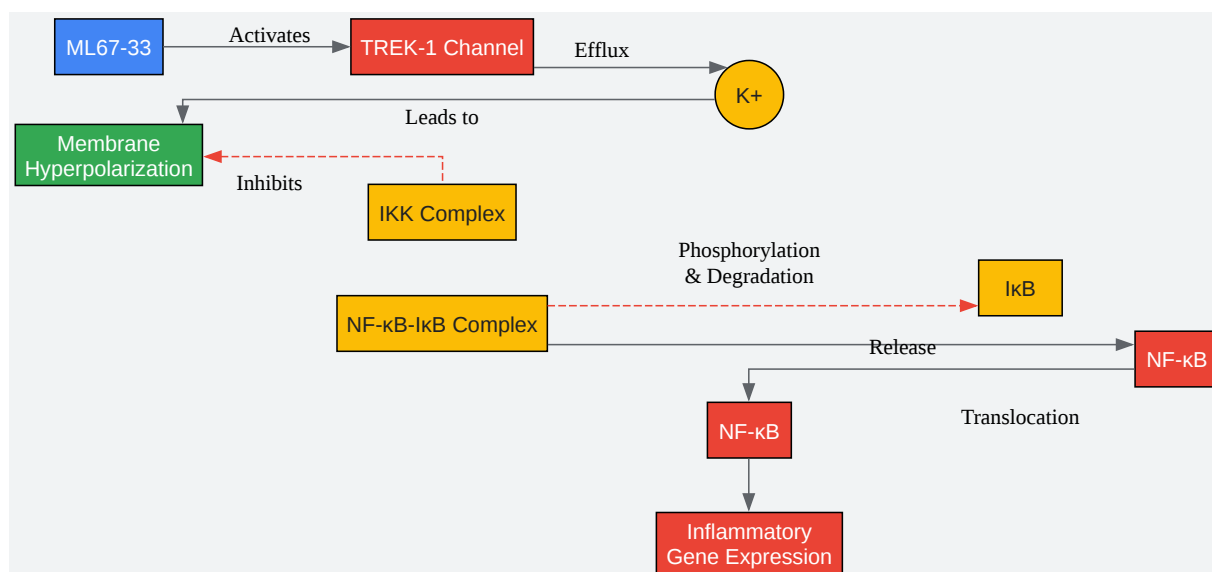 ML67-33
Activates
TREK-1 Channel
Efflux
K+
Leads to
Membrane
Hyperpolarization
Inhibits
IKK Complex
Phosphorylation
& Degradation
IκB
NF-κB-IκB Complex
Release
NF-κB
Translocation
NF-κB
Inflammatory
Gene Expression